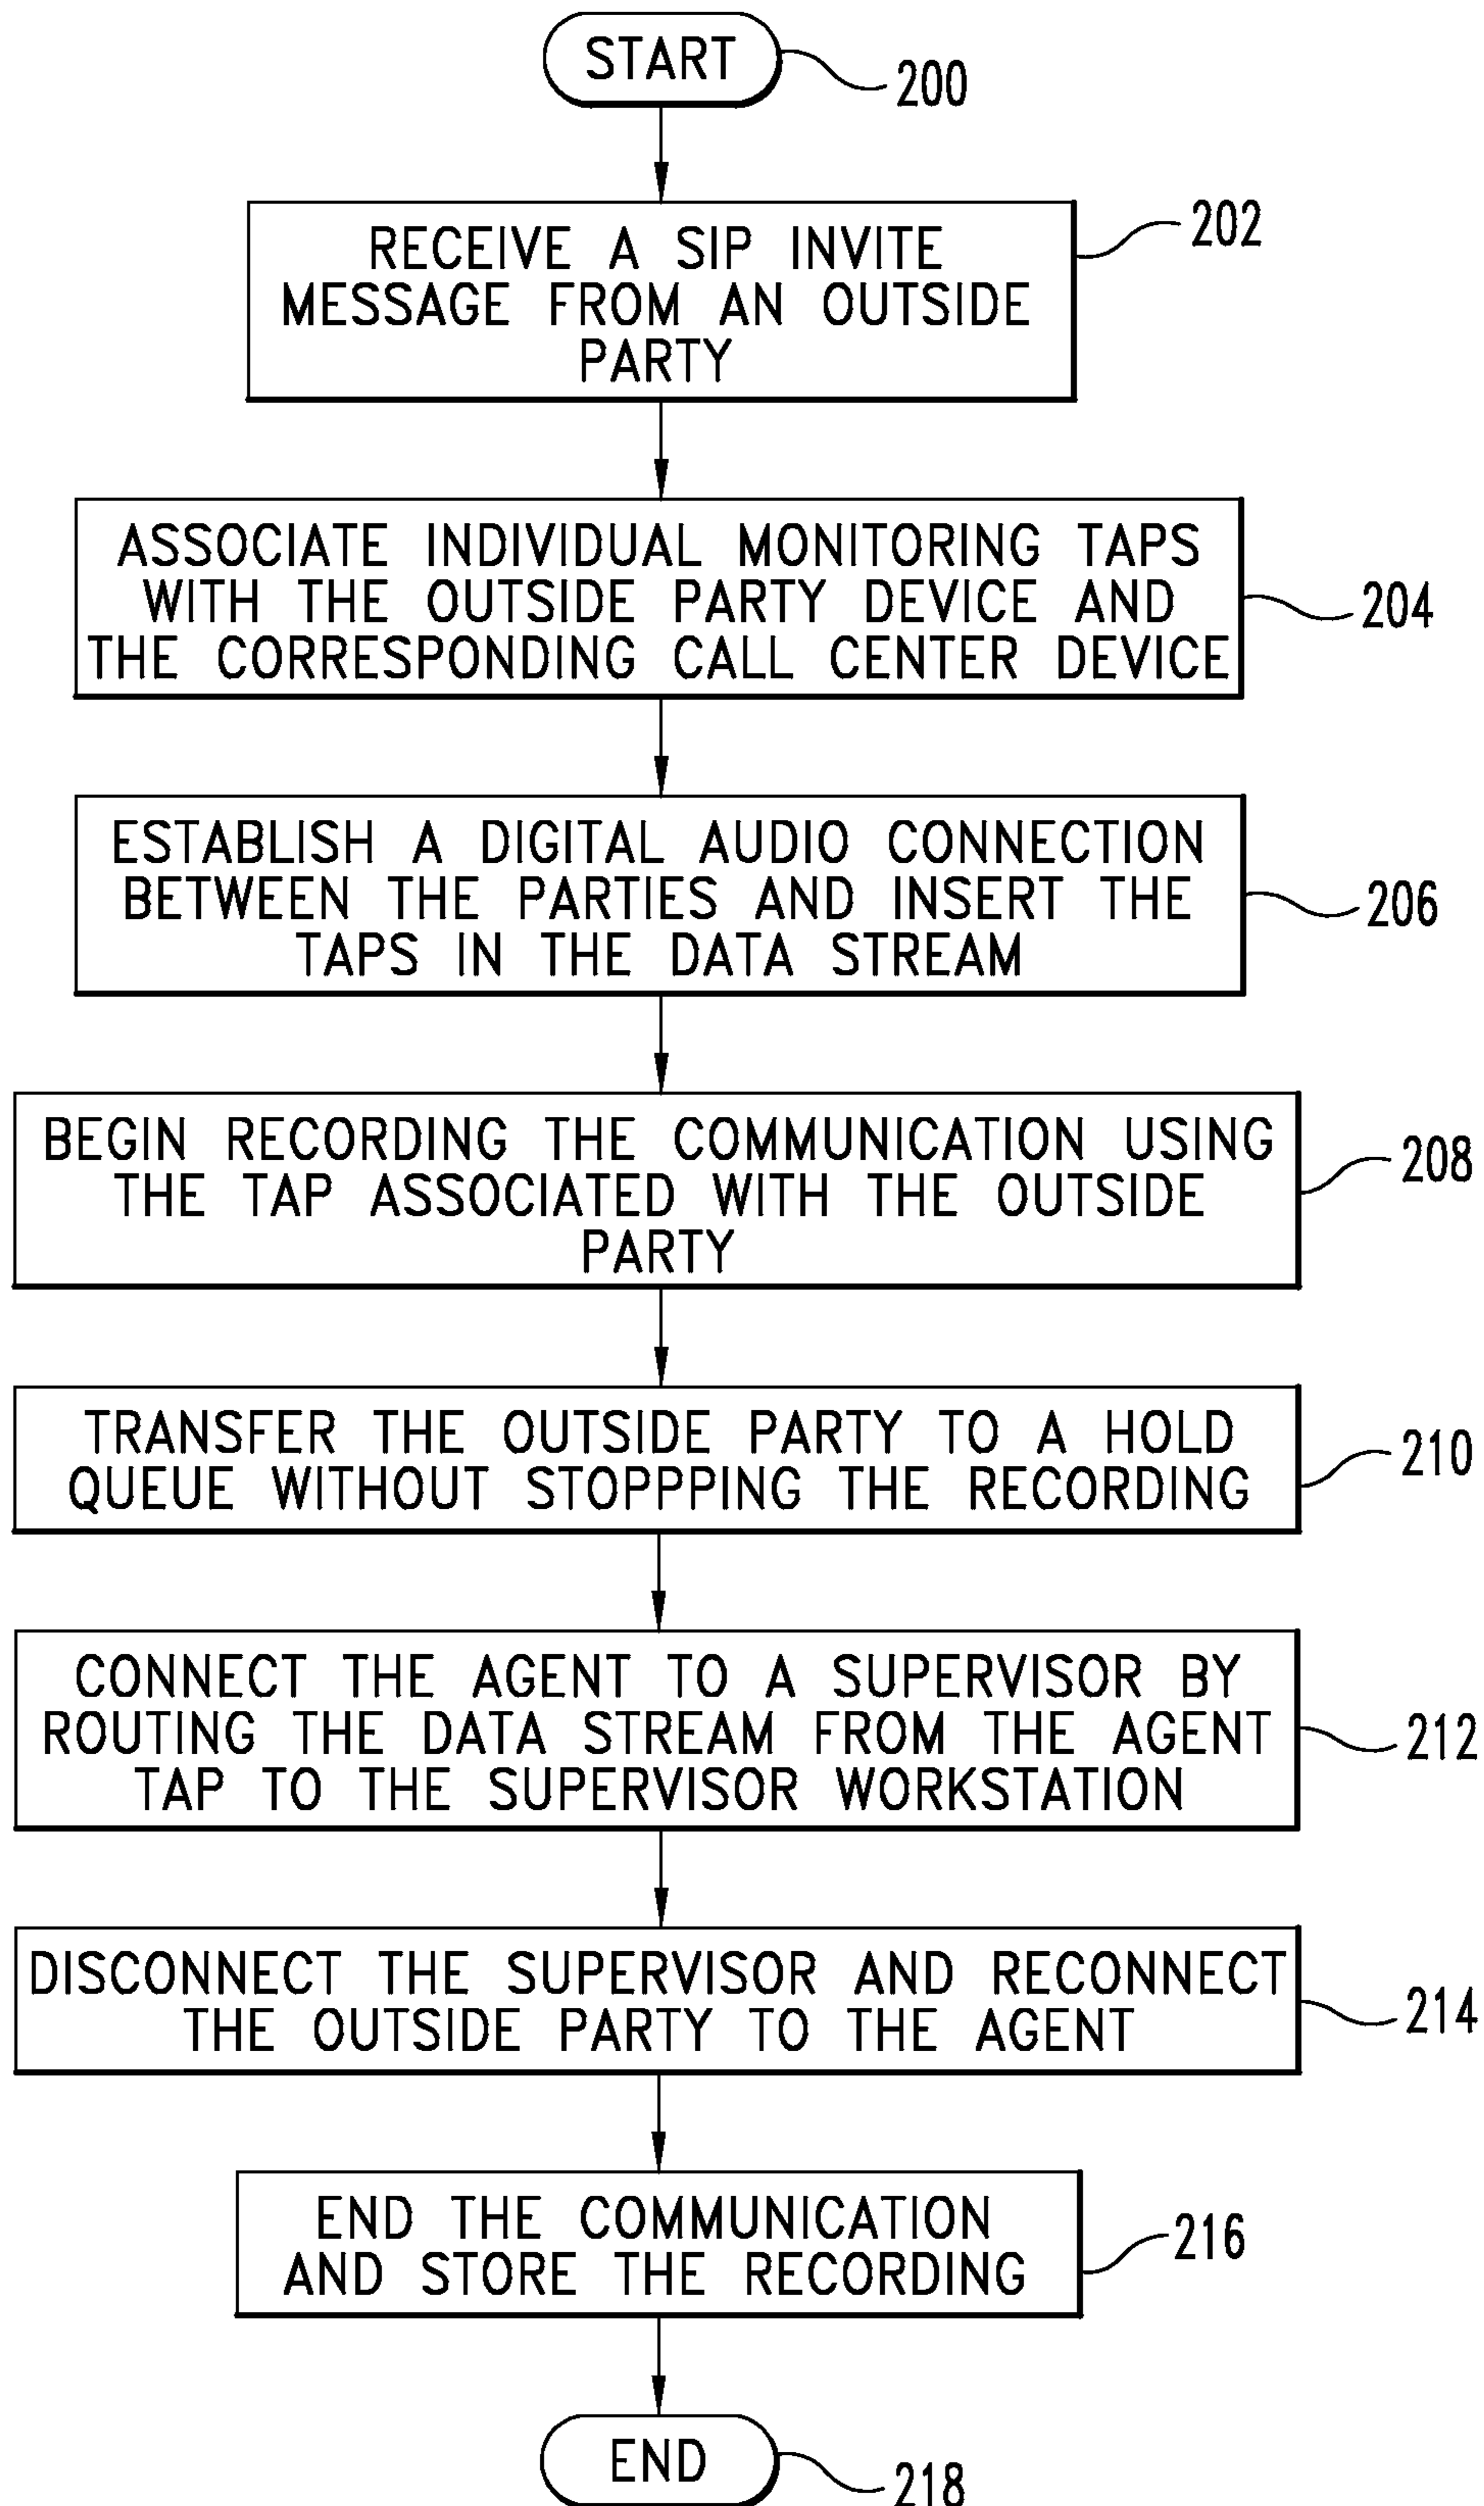 START
200
RECEIVE A SIP INVITE
MESSAGE FROM AN OUTSIDE
PARTY
202
ASSOCIATE INDIVIDUAL MONITORING TAPS
WITH THE OUTSIDE PARTY DEVICE AND
THE CORRESPONDING CALL CENTER DEVICE
204
ESTABLISH A DIGITAL AUDIO CONNECTION
BETWEEN THE PARTIES AND INSERT THE
TAPS IN THE DATA STREAM
206
BEGIN RECORDING THE COMMUNICATION USING
THE TAP ASSOCIATED WITH THE OUTSIDE
PARTY
208
TRANSFER THE OUTSIDE PARTY TO A HOLD
QUEUE WITHOUT STOPPPING THE RECORDING
210
CONNECT THE AGENT TO A SUPERVISOR BY
ROUTING THE DATA STREAM FROM THE AGENT
TAP TO THE SUPERVISOR WORKSTATION
212
DISCONNECT THE SUPERVISOR AND RECONNECT
THE OUTSIDE PARTY TO THE AGENT
214
END THE COMMUNICATION
AND STORE THE RECORDING
216
END
218